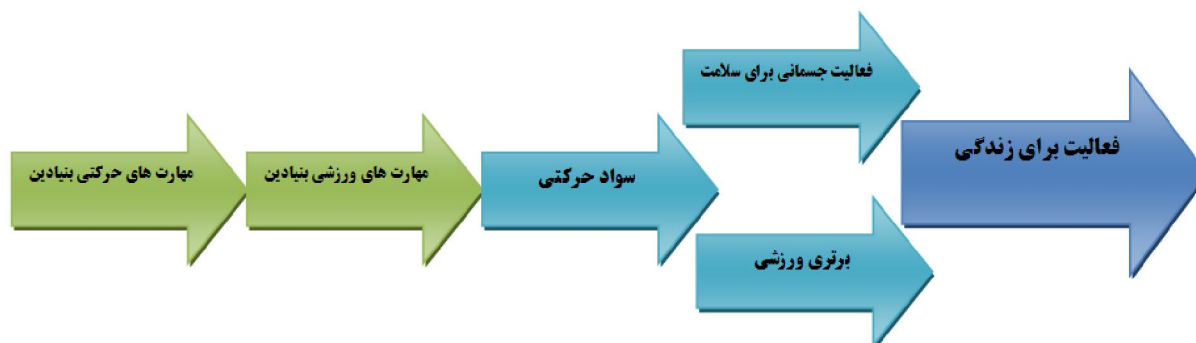 مهارت های حرکتی بنیادین
مهارت های ورزشی بنیادین
سواد حرکتی
فعالیت جسمانی برای سلامت
برتری ورزشی
فعالیت برای زندگی